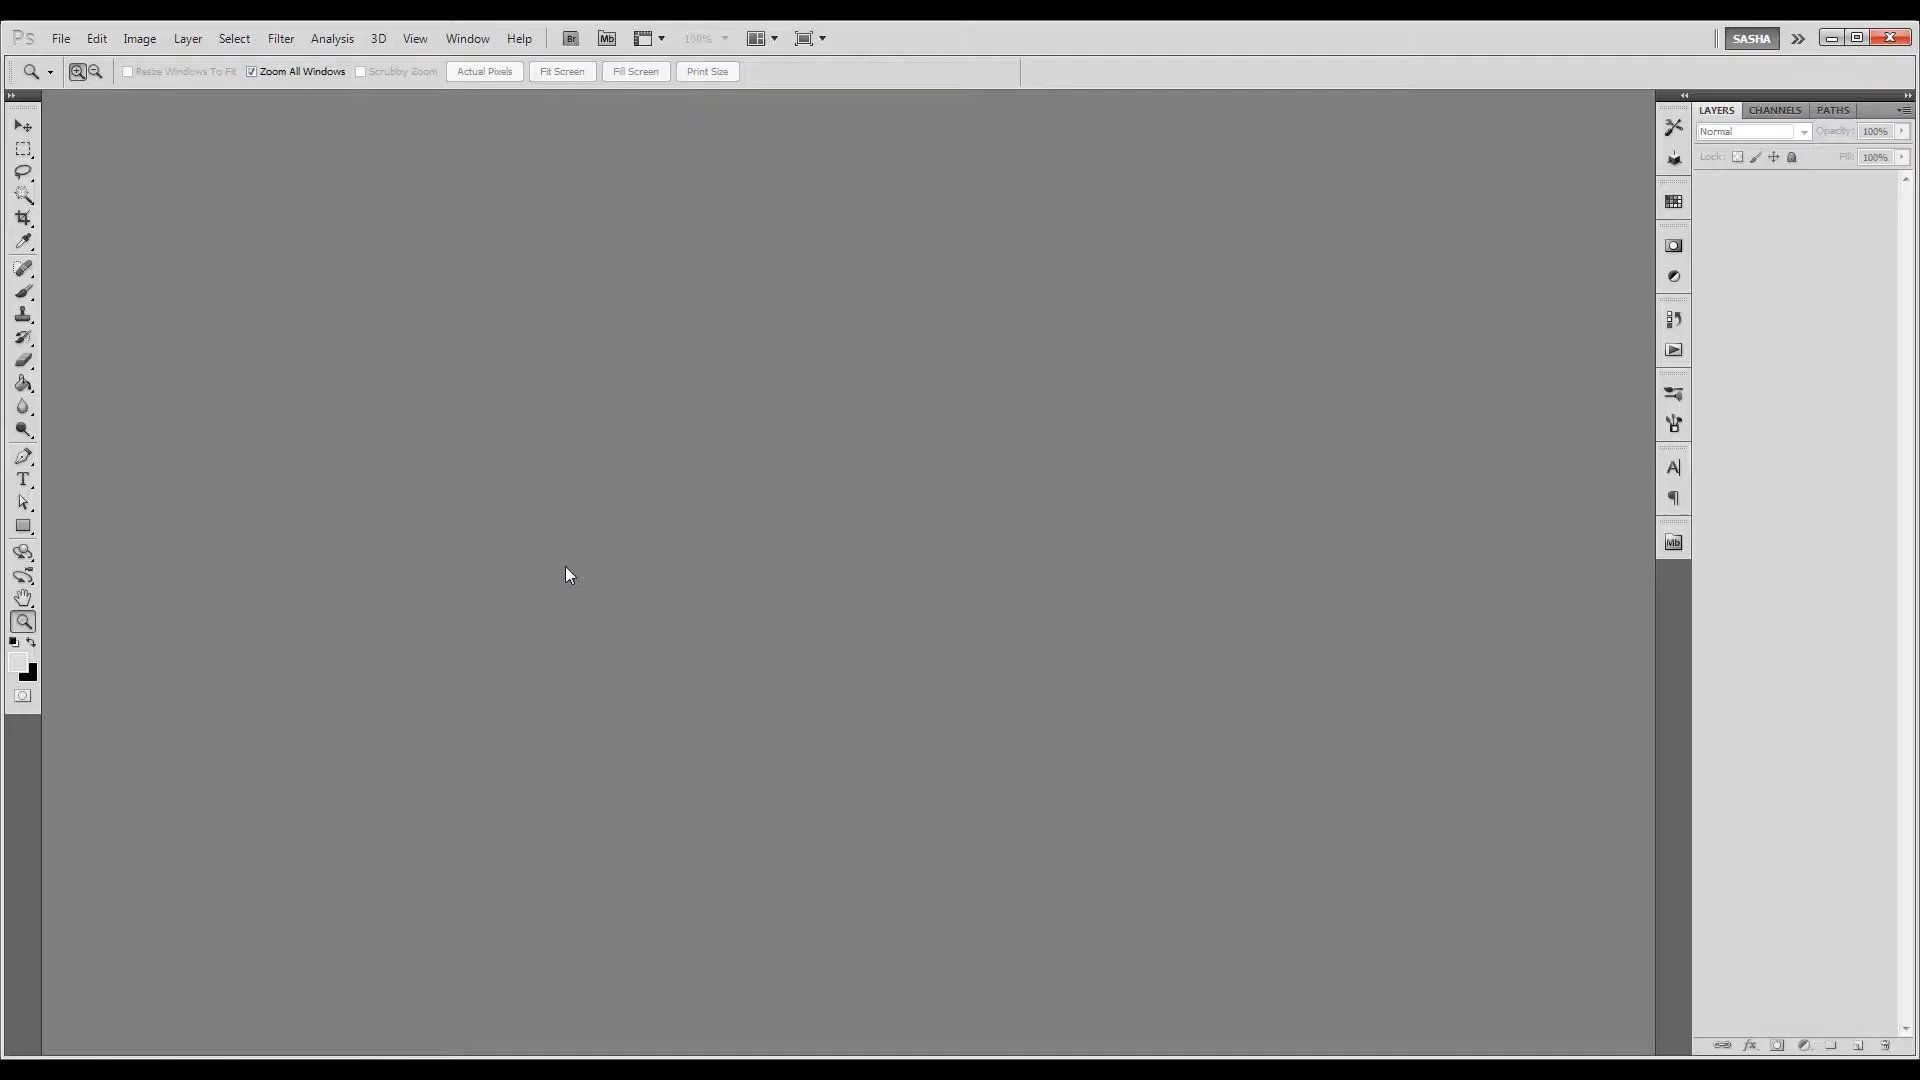 Ps File Edit Image Layer Select Filter Analysis 3D View Window Help Br Mb 100% SASHA
Resize Windows To Fit Zoom All Windows Scrubby Zoom Actual Pixels Fit Screen Fill Screen Print Size
LAYERS CHANNELS PATHS
Normal Opacity: 100%
Lock: Fill: 100%
T
A
Mb
fx